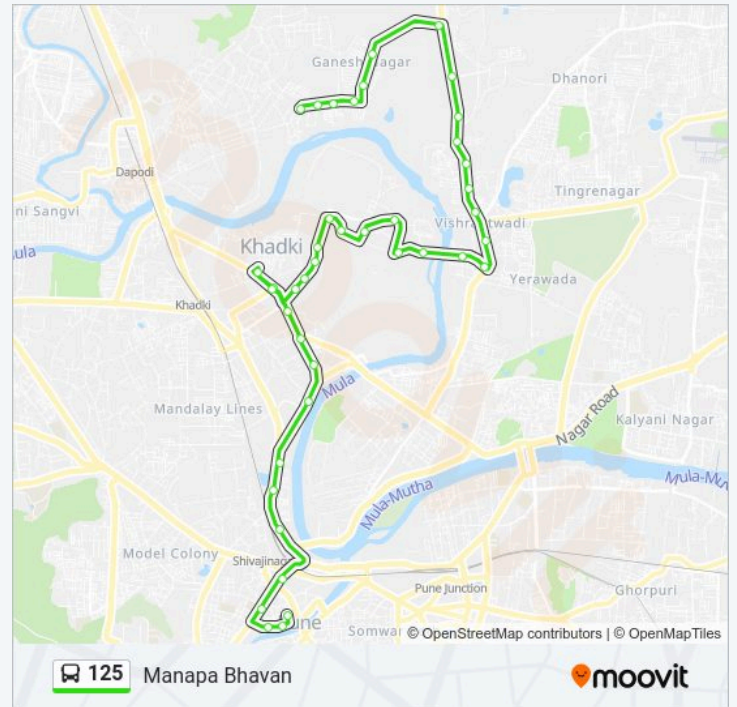 Ganesh Nagar
Dhanori
Dapodi
Tingrenagar
ni Sangvi
Vishrantwadi
Khadki
ula
Yerawada
Khadki
Mula
Mandalay Lines
Nagar Road
Kalyani Nagar
Mula-Mutha
Mula-Mu
Model Colony
Shivajinag
Pune Junction
Ghorpuri
une
Somwar
© OpenStreetMap contributors | © OpenMapTiles
125 Manapa Bhavan
moovit